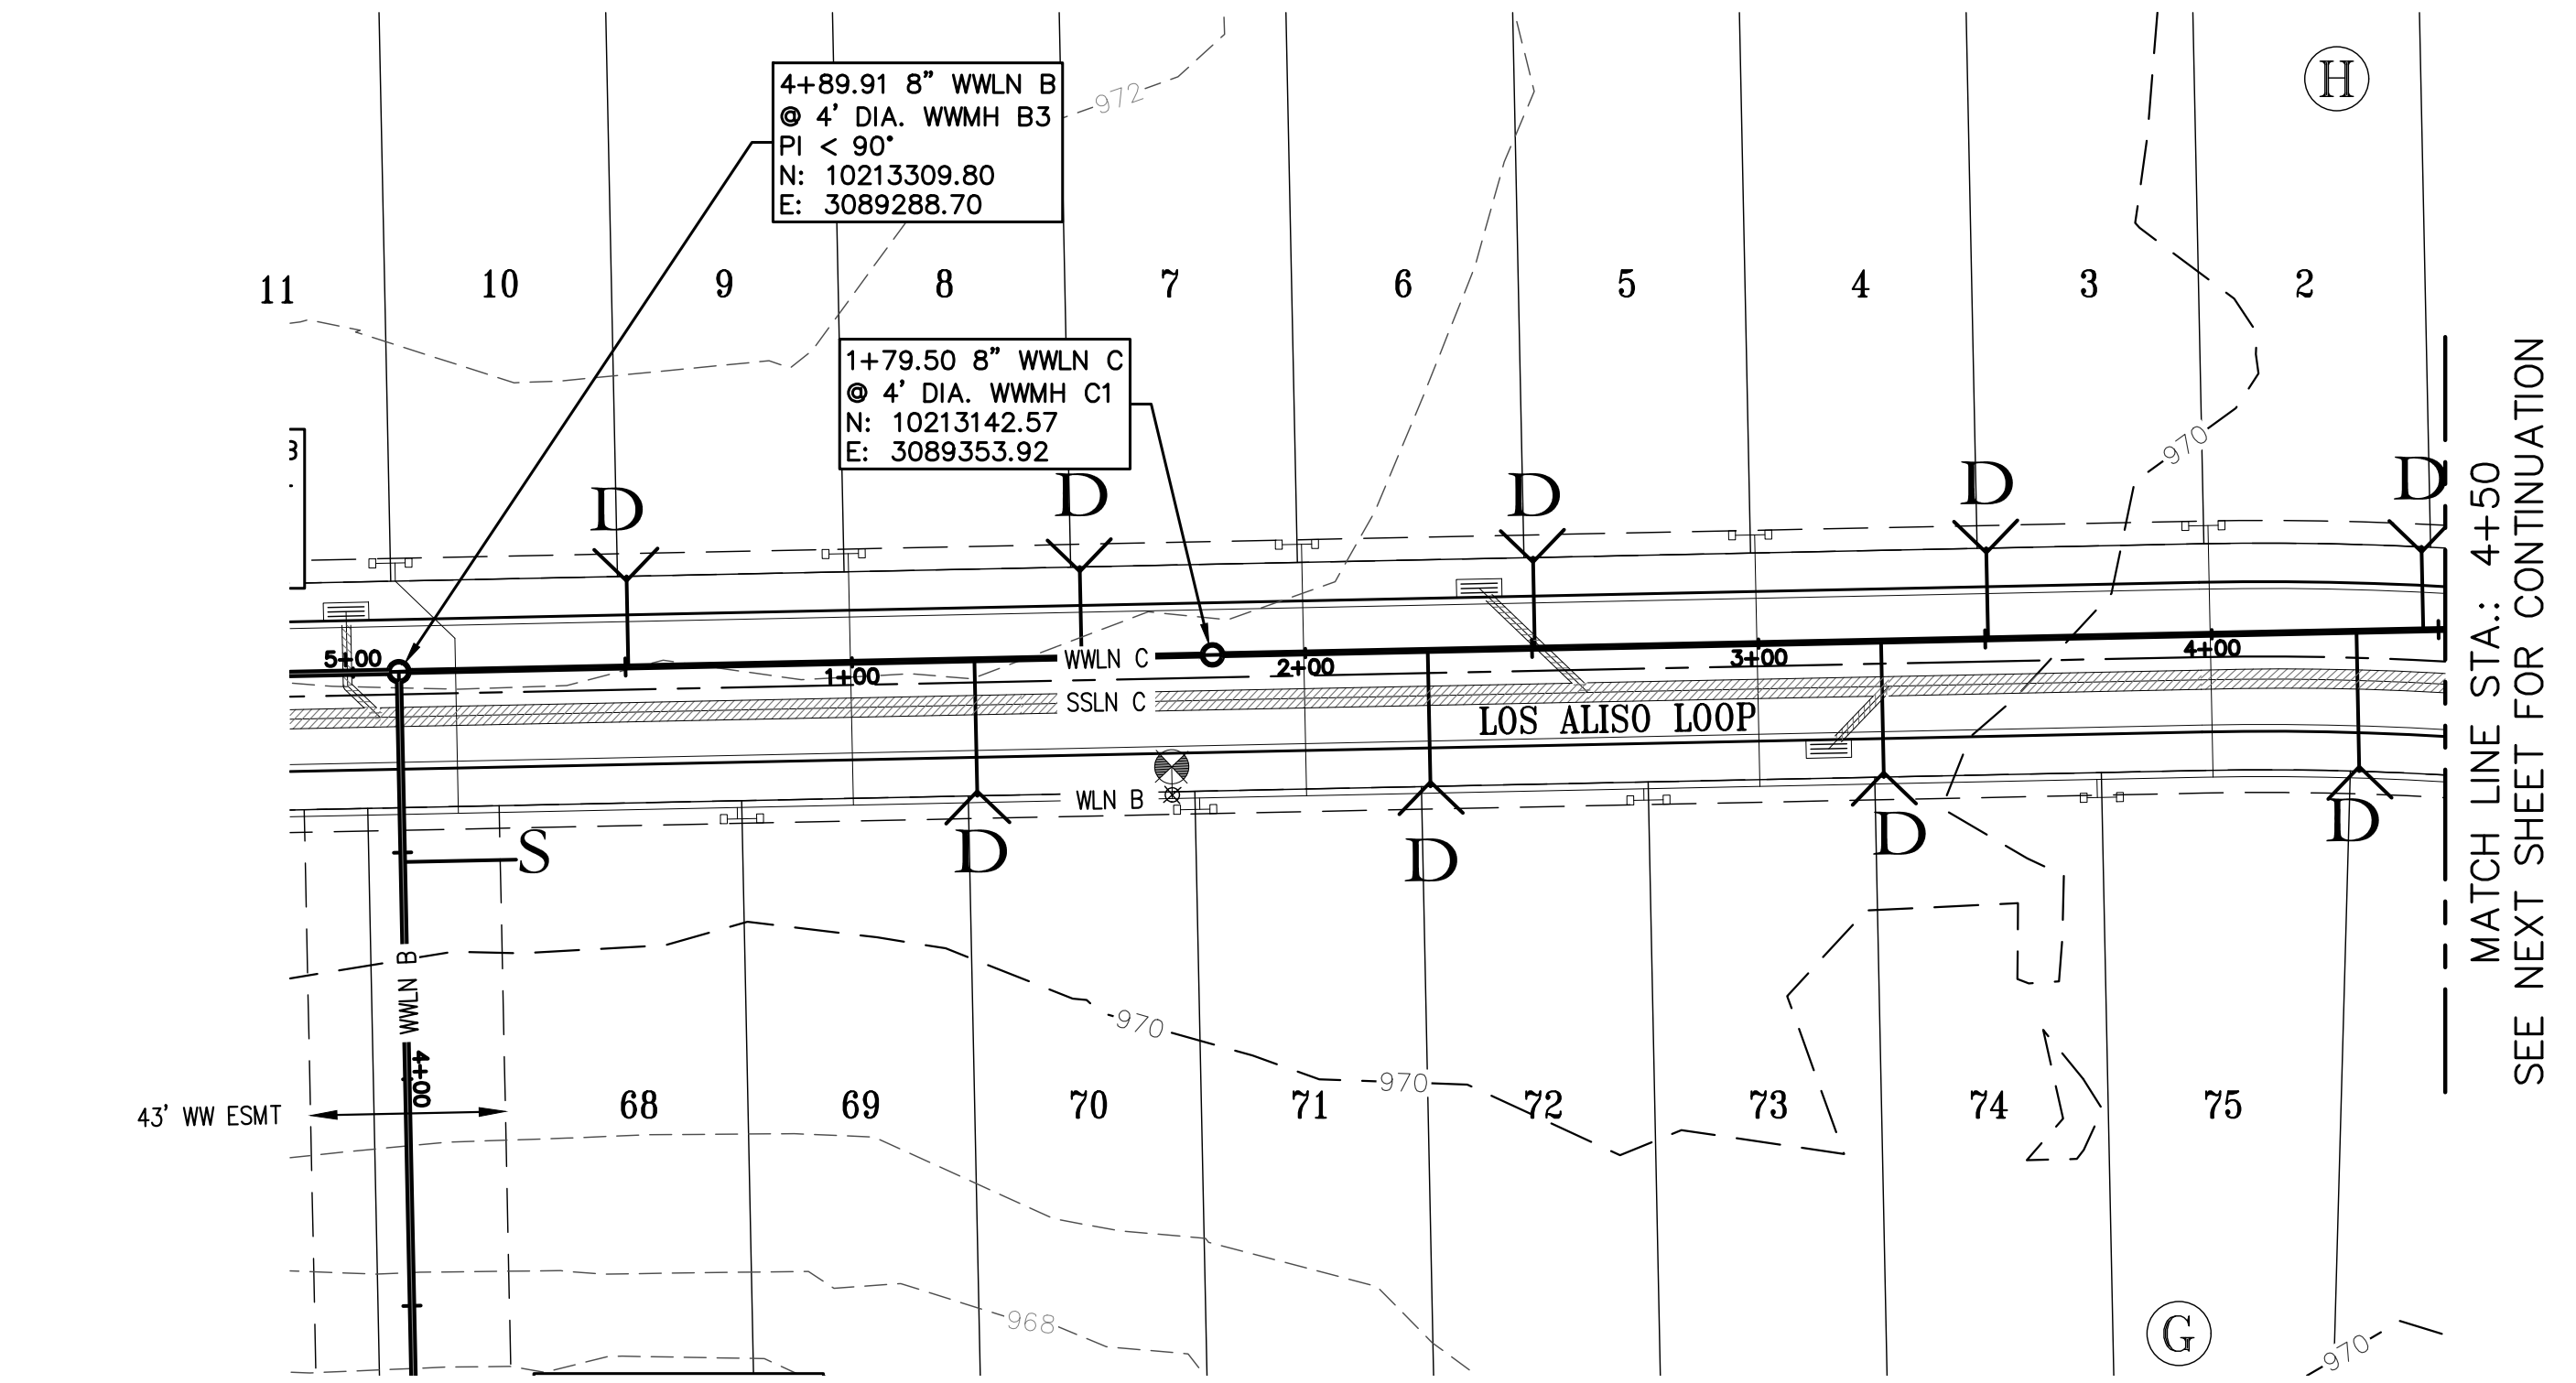 H
4+89.91 8" WWLN B
@ 4' DIA. WWMH B3
PI < 90°
N: 10213309.80
E: 3089288.70
972
11 10 9 8 7 6 5 4 3 2
1+79.50 8" WWLN C
@ 4' DIA. WWMH C1
N: 10213142.57
E: 3089353.92
970
D D D D D
5+00 1+00 WWLN C 2+00 3+00 4+00
SSLN C
LOS ALISO LOOP
WLN B
S D D D D
WWLN B
4+00
970
970
43' WW ESMT
68 69 70 71 72 73 74 75
968
G
970
MATCH LINE STA.: 4+50
SEE NEXT SHEET FOR CONTINUATION